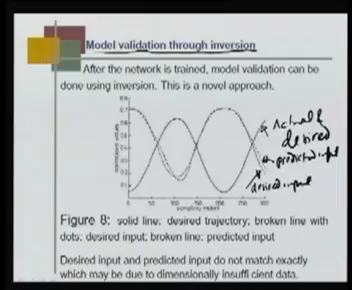 Model validation through inversion
After the network is trained, model validation can be
done using inversion. This is a novel approach.
Actual &
desired
predicted input
desired input
Figure 8: solid line: desired trajectory; broken line with
dots: desired input; broken line: predicted input
Desired input and predicted input do not match exactly
which may be due to dimensionally insufficient data.